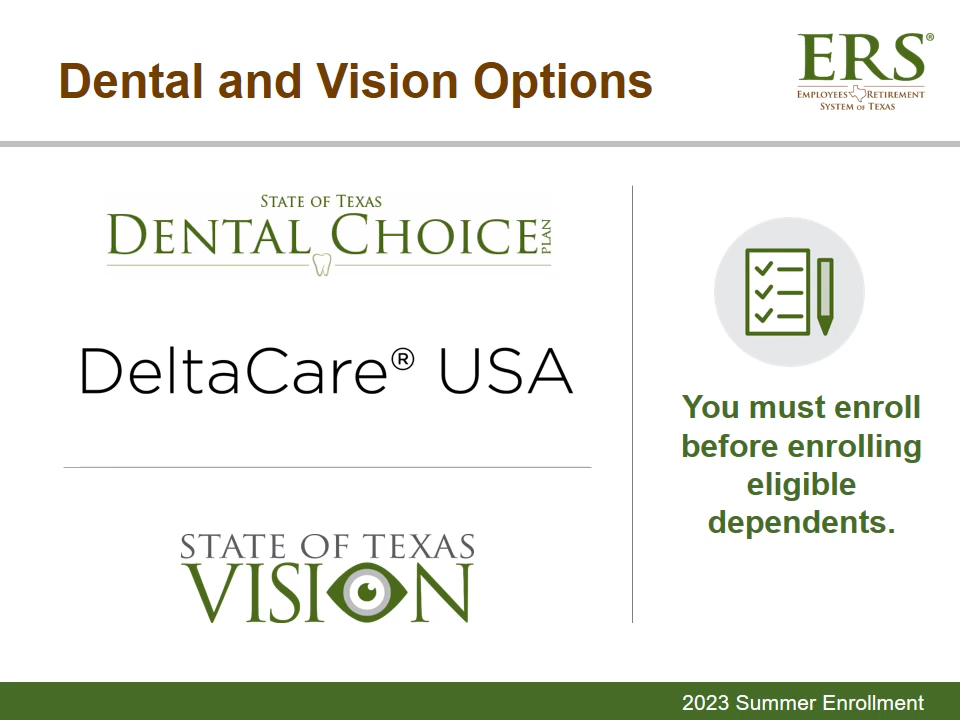 Dental and Vision Options
ERS®
EMPLOYEES RETIREMENT
SYSTEM OF TEXAS
STATE OF TEXAS
DENTAL CHOICE PLAN
DeltaCare® USA
STATE OF TEXAS
VISION
You must enroll
before enrolling
eligible
dependents.
2023 Summer Enrollment